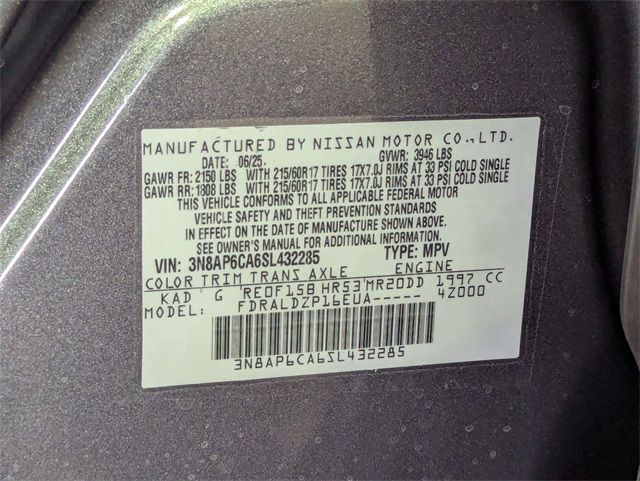 MANUFACTURED BY NISSAN MOTOR CO.,LTD.
DATE: 06/25. GVWR: 3946 LBS
GAWR FR: 2150 LBS WITH 215/60R17 TIRES 17X7.0J RIMS AT 33 PSI COLD SINGLE
GAWR RR: 1808 LBS WITH 215/60R17 TIRES 17X7.0J RIMS AT 33 PSI COLD SINGLE
THIS VEHICLE CONFORMS TO ALL APPLICABLE FEDERAL MOTOR
VEHICLE SAFETY AND THEFT PREVENTION STANDARDS
IN EFFECT ON THE DATE OF MANUFACTURE SHOWN ABOVE.
SEE OWNER'S MANUAL FOR ADDITIONAL INFORMATION.
VIN: 3N8AP6CA6SL432285 TYPE: MPV
COLOR TRIM TRANS AXLE ENGINE
KAD G 'RE0F15B HR53'MR20DD 1997 CC
MODEL: FDRALDZP16EUA----- 4Z000
3N8AP6CA6SL432285